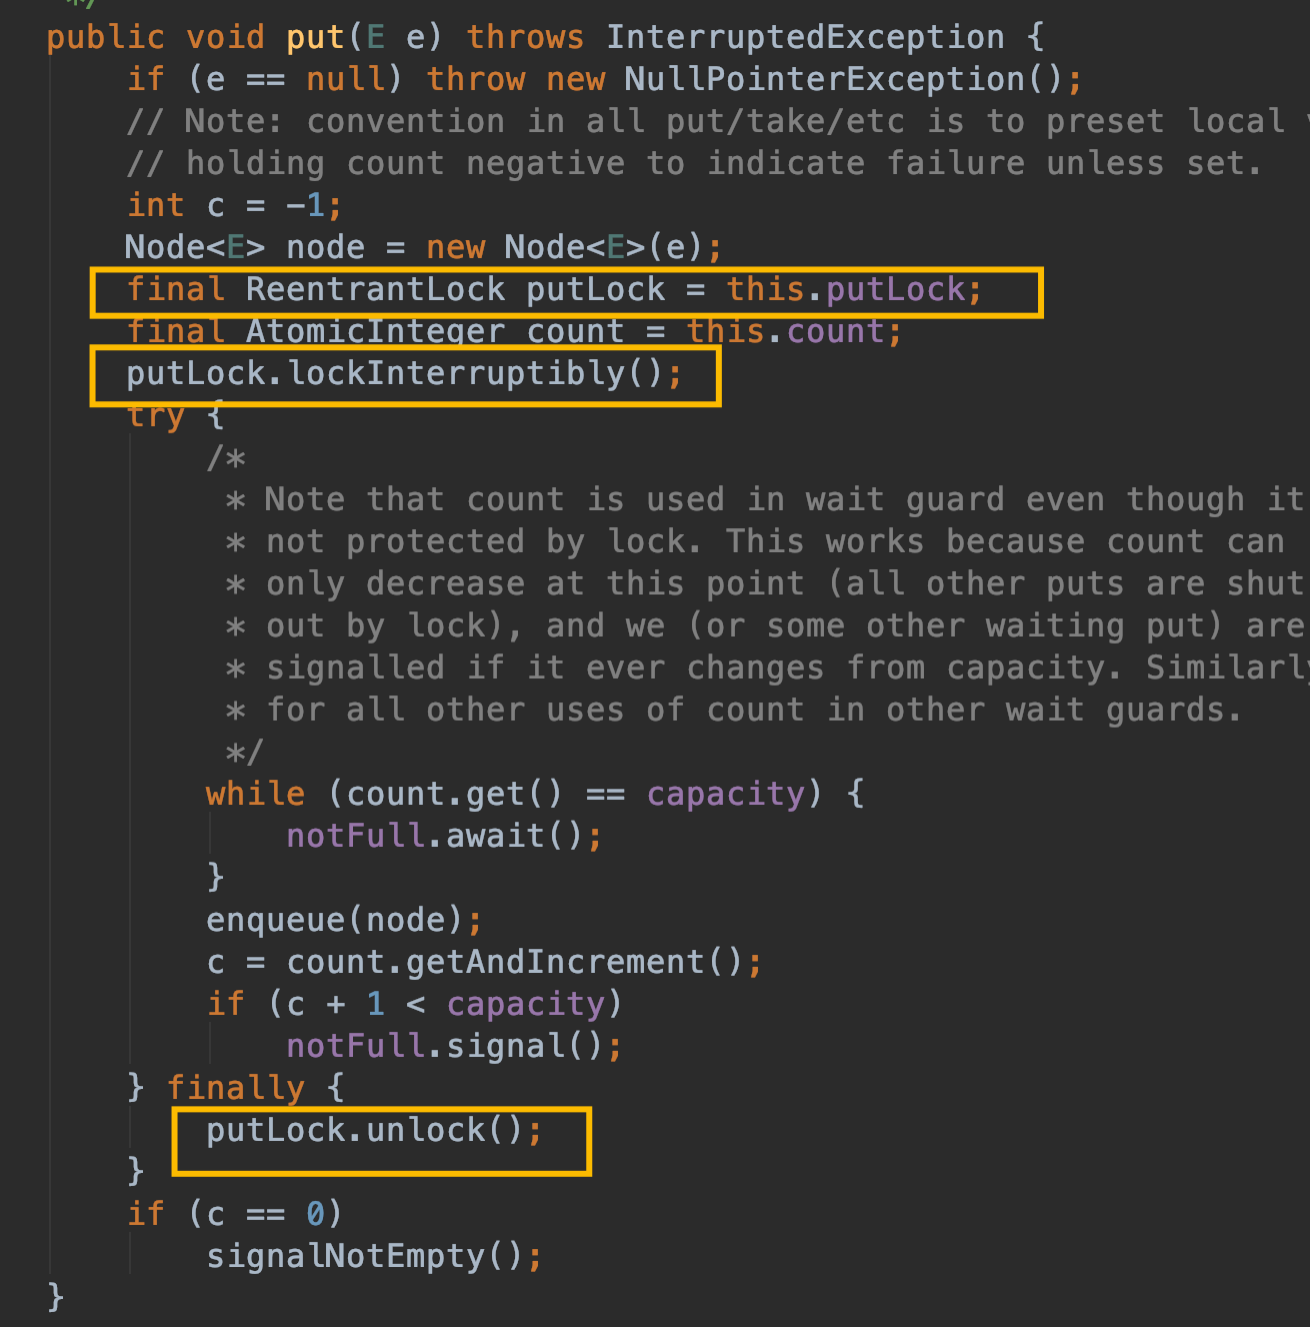 */
public void put(E e) throws InterruptedException {
if (e == null) throw new NullPointerException();
// Note: convention in all put/take/etc is to preset local
// holding count negative to indicate failure unless set.
int c = -1;
Node<E> node = new Node<E>(e);
final ReentrantLock putLock = this.putLock;
final AtomicInteger count = this.count;
putLock.lockInterruptibly();
try {
/*
* Note that count is used in wait guard even though it
* not protected by lock. This works because count can
* only decrease at this point (all other puts are shut
* out by lock), and we (or some other waiting put) are
* signalled if it ever changes from capacity. Similarly
* for all other uses of count in other wait guards.
*/
while (count.get() == capacity) {
notFull.await();
}
enqueue(node);
c = count.getAndIncrement();
if (c + 1 < capacity)
notFull.signal();
} finally {
putLock.unlock();
}
if (c == 0)
signalNotEmpty();
}